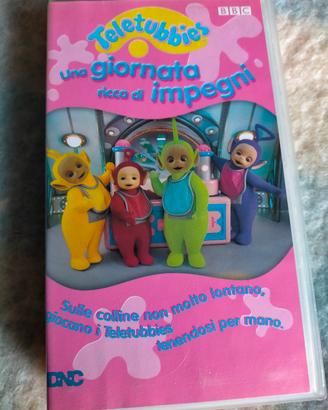 Teletubbies
BBC
Una giornata
ricca di impegni
Sulle colline non molto lontano,
giocano i Teletubbies
tenendosi per mano.
DNC